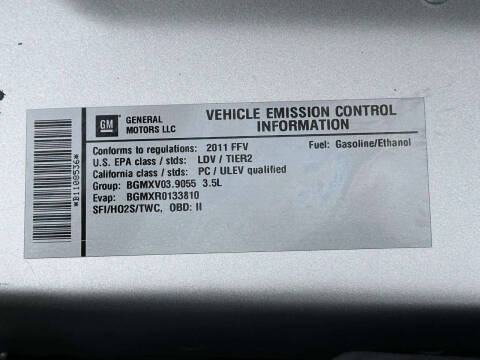 GM
GENERAL
MOTORS LLC
VEHICLE EMISSION CONTROL
INFORMATION
Conforms to regulations: 2011 FFV
Fuel: Gasoline/Ethanol
U.S. EPA class / stds: LDV / TIER2
California class / stds: PC / ULEV qualified
Group: BGMXV03.9055 3.5L
Evap: BGMXR0133810
SFI/HO2S/TWC, OBD: II
*B1108536*